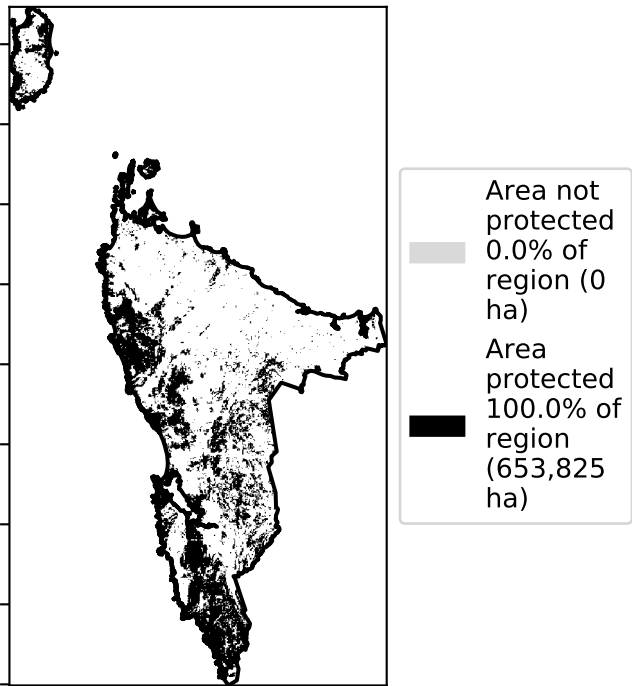 Area not
protected
0.0% of
region (0
ha)
Area
protected
100.0% of
region
(653,825
ha)